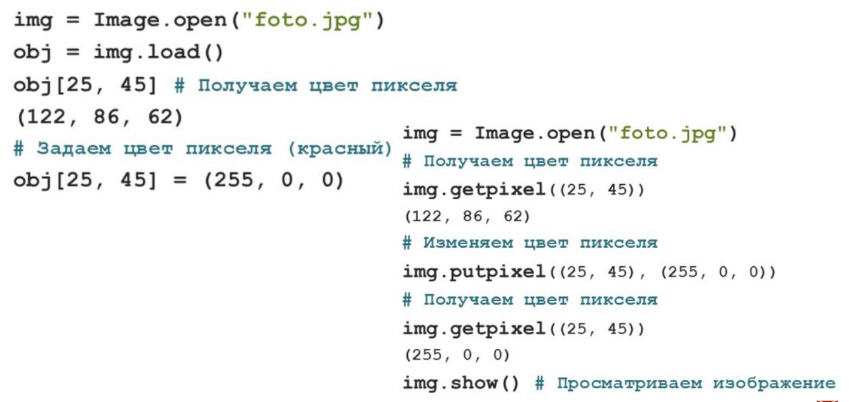 img = Image.open("foto.jpg")
obj = img.load()
obj[25, 45] # Получаем цвет пикселя
(122, 86, 62)
# Задаем цвет пикселя (красный)
obj[25, 45] = (255, 0, 0)
img = Image.open("foto.jpg")
# Получаем цвет пикселя
img.getpixel((25, 45))
(122, 86, 62)
# Изменяем цвет пикселя
img.putpixel((25, 45), (255, 0, 0))
# Получаем цвет пикселя
img.getpixel((25, 45))
(255, 0, 0)
img.show() # Просматриваем изображение